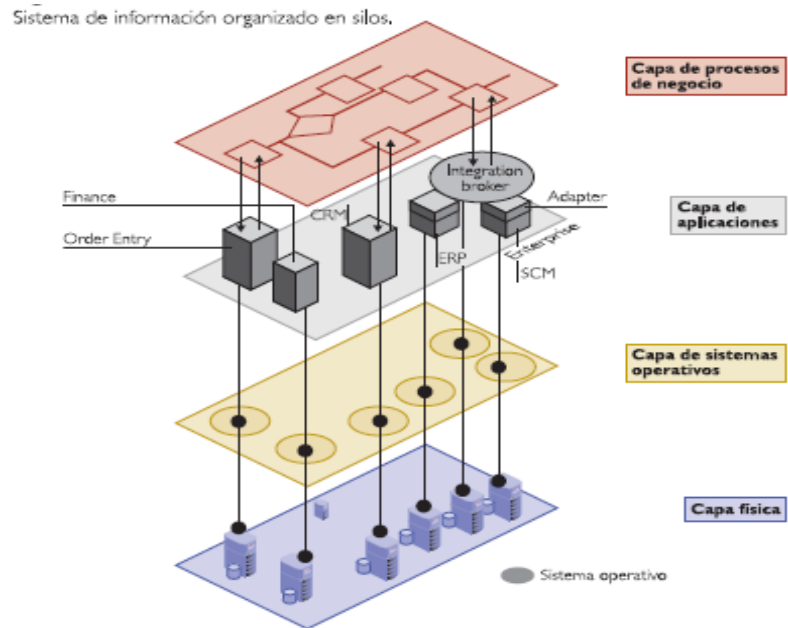 Sistema de información organizado en silos.
Capa de procesos
de negocio
Integration
broker
Finance
CRM
Adapter
Capa de
aplicaciones
Order Entry
ERP
Enterprise
SCM
Capa de sistemas
operativos
Capa física
Sistema operativo